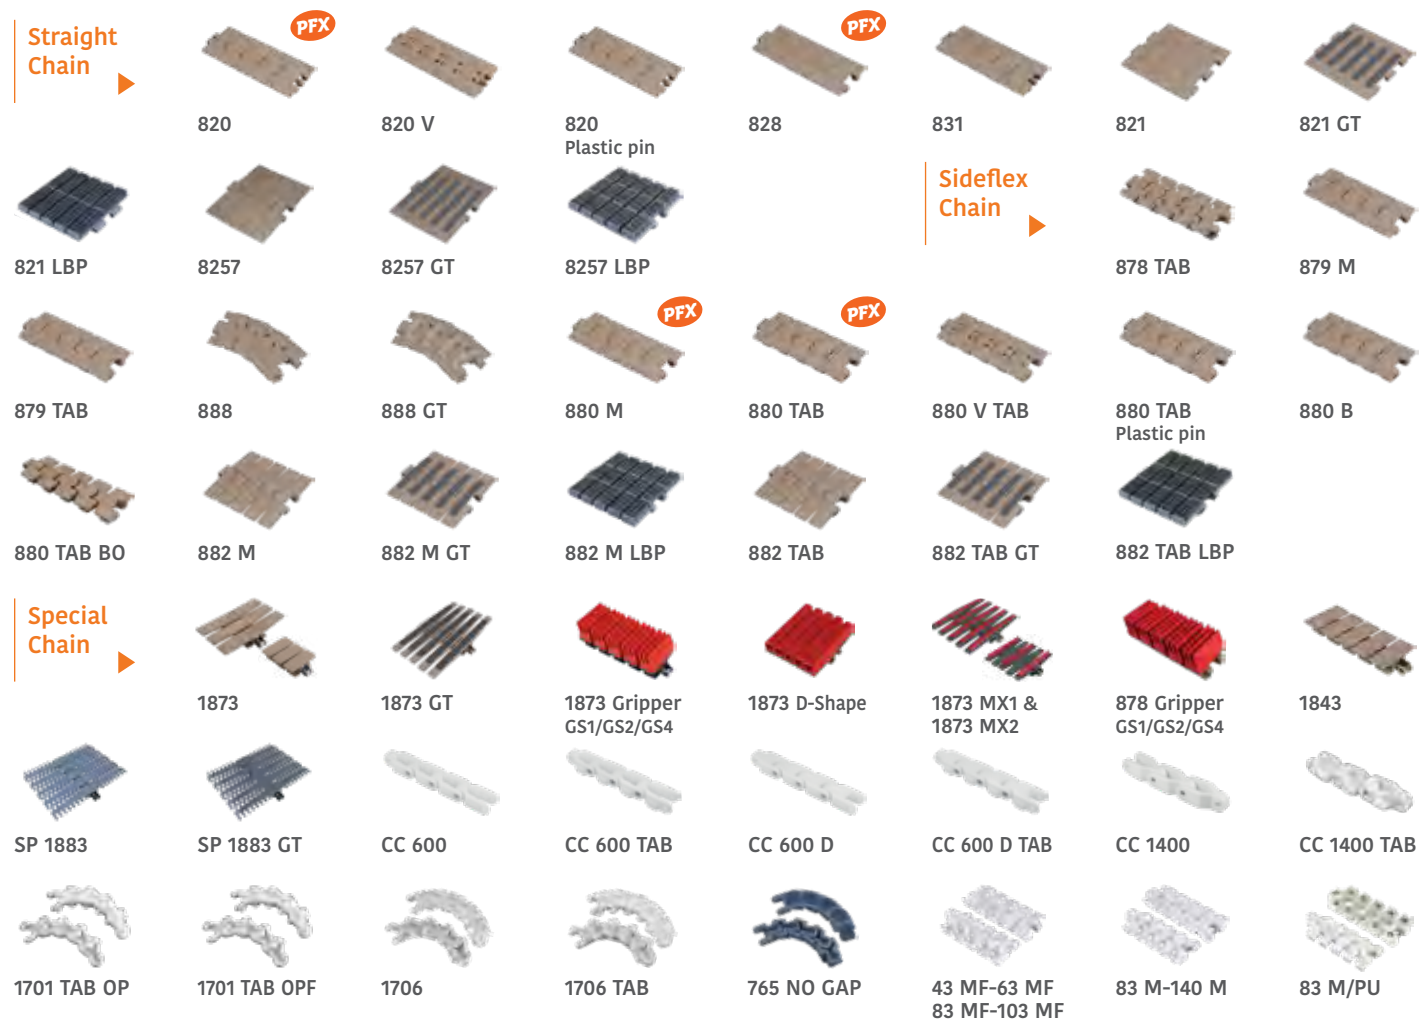 Straight
Chain
PFX
PFX
820
820 V
820
Plastic pin
828
831
821
821 GT
821 LBP
8257
8257 GT
8257 LBP
Sideflex
Chain
878 TAB
879 M
PFX
PFX
879 TAB
888
888 GT
880 M
880 TAB
880 V TAB
880 TAB
Plastic pin
880 B
880 TAB BO
882 M
882 M GT
882 M LBP
882 TAB
882 TAB GT
882 TAB LBP
Special
Chain
1873
1873 GT
1873 Gripper
GS1/GS2/GS4
1873 D-Shape
1873 MX1 &
1873 MX2
878 Gripper
GS1/GS2/GS4
1843
SP 1883
SP 1883 GT
CC 600
CC 600 TAB
CC 600 D
CC 600 D TAB
CC 1400
CC 1400 TAB
1701 TAB OP
1701 TAB OPF
1706
1706 TAB
765 NO GAP
43 MF-63 MF
83 MF-103 MF
83 M-140 M
83 M/PU